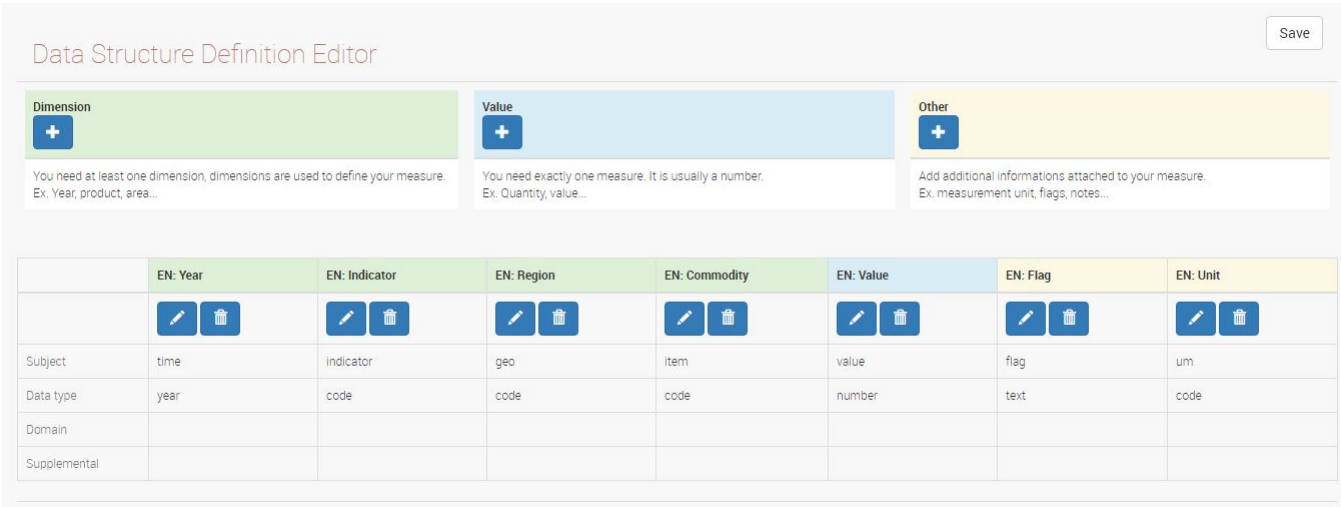 Save
Data Structure Definition Editor
Dimension
You need at least one dimension, dimensions are used to define your measure.
Ex. Year, product, area...
Value
You need exactly one measure. It is usually a number.
Ex. Quantity, value...
Other
Add additional informations attached to your measure.
Ex. measurement unit, flags, notes...
EN: Year EN: Indicator EN: Region EN: Commodity EN: Value EN: Flag EN: Unit
Subject time indicator geo item value flag um
Data type year code code code number text code
Domain
Supplemental